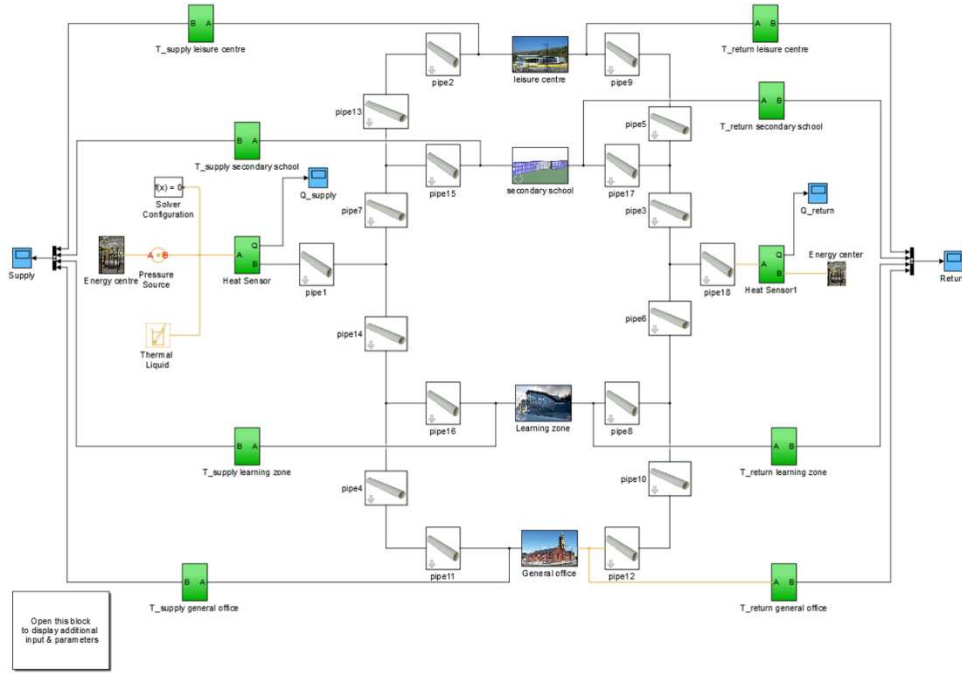 B A
T_supply leisure centre
pipe2
leisure centre
pipe9
A B
T_return leisure centre
pipe13
pipe5
A B
T_return secondary school
B A
T_supply secondary school
pipe15
secondary school
pipe17
f(x) = 0
Solver
Configuration
Q_supply
pipe7
pipe3
Q_return
Supply
Energy centre
A B
Pressure
Source
A Q
B
Heat Sensor
pipe1
pipe18
A Q
B
Heat Sensor1
Energy center
Return
Thermal
Liquid
pipe14
pipe6
B A
T_supply learning zone
pipe16
Learning zone
pipe8
A B
T_return learning zone
pipe4
pipe10
pipe11
General office
pipe12
B A
T_supply general office
A B
T_return general office
Open this block
to display additional
input & parameters